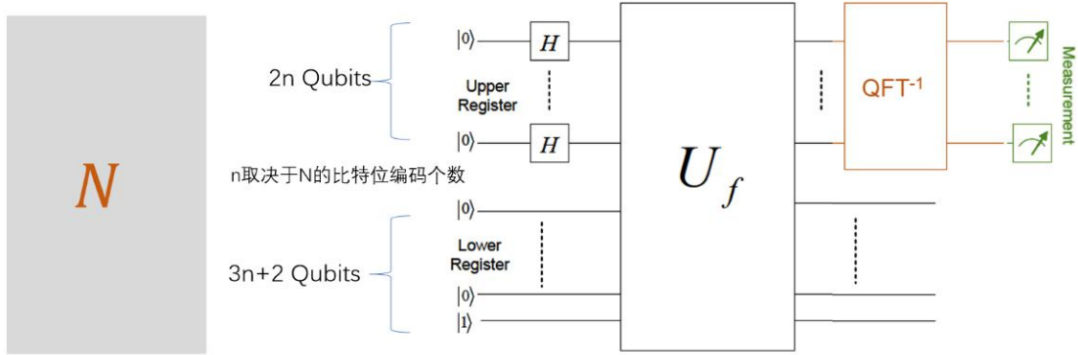 N
2n Qubits
n取决于N的比特位编码个数
3n+2 Qubits
|0⟩
H
Upper
Register
|0⟩
H
|0⟩
Lower
Register
|0⟩
|1⟩
U_f
QFT⁻¹
Measurement